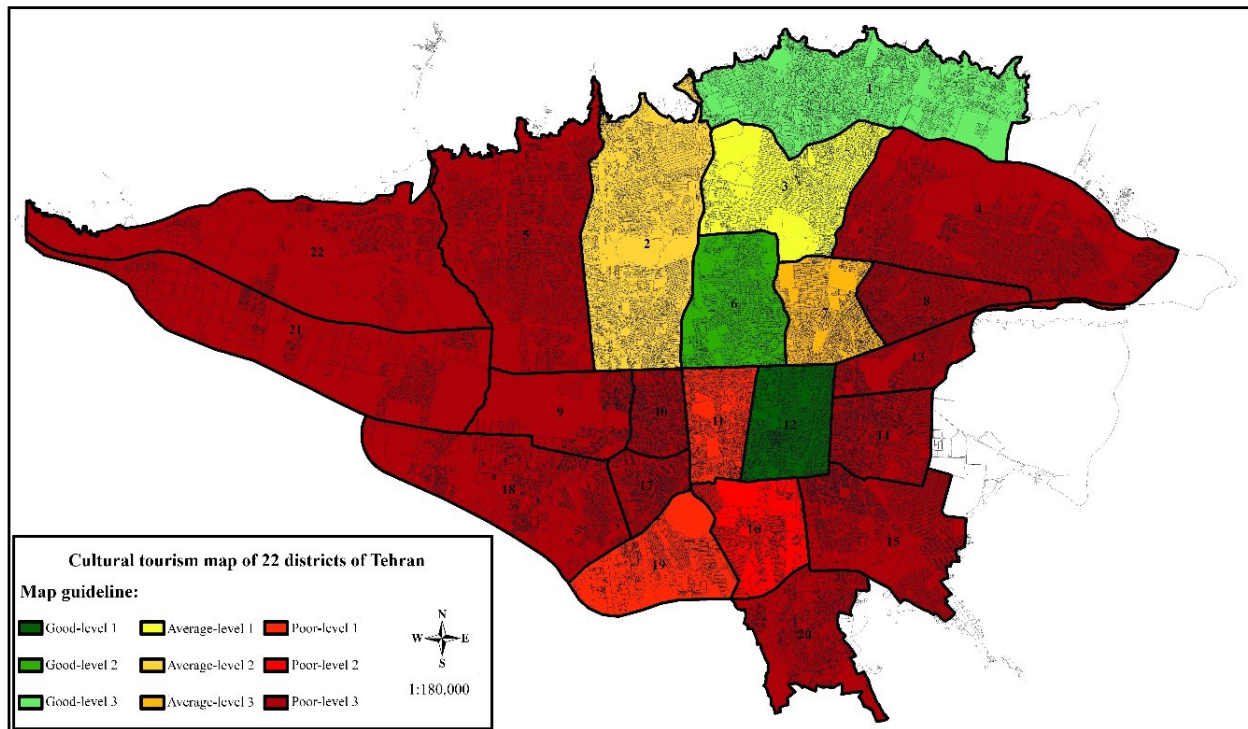 1
3
4
5
2
22
6
7
8
21
13
9
10
11
12
14
17
18
16
15
19
20
Cultural tourism map of 22 districts of Tehran
Map guideline:
Good-level 1 Average-level 1 Poor-level 1
Good-level 2 Average-level 2 Poor-level 2
Good-level 3 Average-level 3 Poor-level 3
N
W E
S
1:180,000